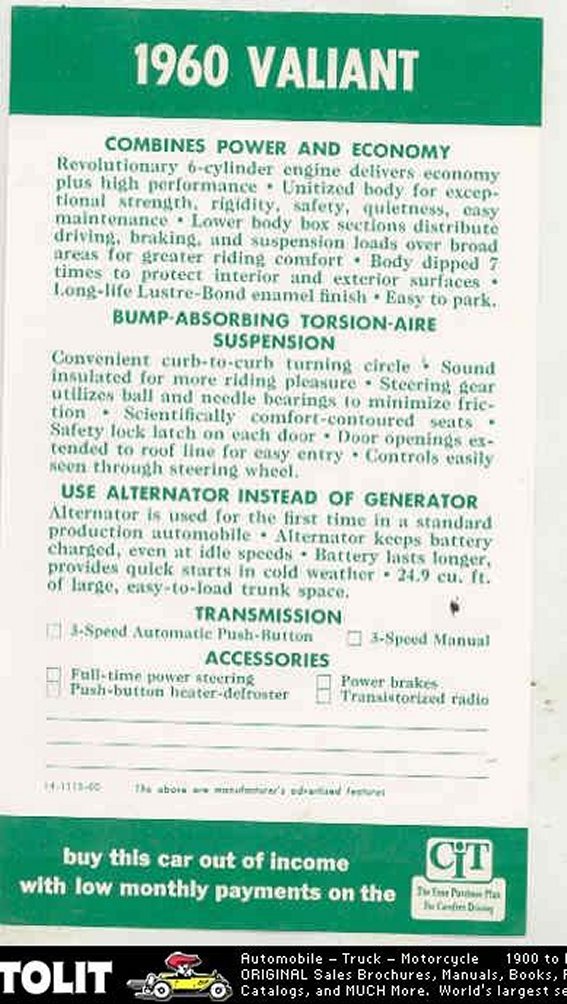 1960 VALIANT
COMBINES POWER AND ECONOMY
Revolutionary 6-cylinder engine delivers economy
plus high performance • Unitized body for excep-
tional strength, rigidity, safety, quietness, easy
maintenance • Lower body box sections distribute
driving, braking, and suspension loads over broad
areas for greater riding comfort • Body dipped 7
times to protect interior and exterior surfaces •
Long-life Lustre-Bond enamel finish • Easy to park.
BUMP-ABSORBING TORSION-AIRE
SUSPENSION
Convenient curb-to-curb turning circle • Sound
insulated for more riding pleasure • Steering gear
utilizes ball and needle bearings to minimize fric-
tion • Scientifically comfort-contoured seats •
Safety lock latch on each door • Door openings ex-
tended to roof line for easy entry • Controls easily
seen through steering wheel.
USE ALTERNATOR INSTEAD OF GENERATOR
Alternator is used for the first time in a standard
production automobile • Alternator keeps battery
charged, even at idle speeds • Battery lasts longer,
provides quick starts in cold weather • 24.9 cu. ft.
of large, easy-to-load trunk space.
TRANSMISSION
3-Speed Automatic Push-Button 3-Speed Manual
ACCESSORIES
Full-time power steering Power brakes
Push-button heater-defroster Transistorized radio
14-1115-60 The above are manufacturer's advertised features
buy this car out of income
with low monthly payments on the
CIT
The Time Purchase Plan
For Carefree Driving
TOLIT
Automobile – Truck – Motorcycle 1900 to
ORIGINAL Sales Brochures, Manuals, Books,
Catalogs, and MUCH More. World's largest se